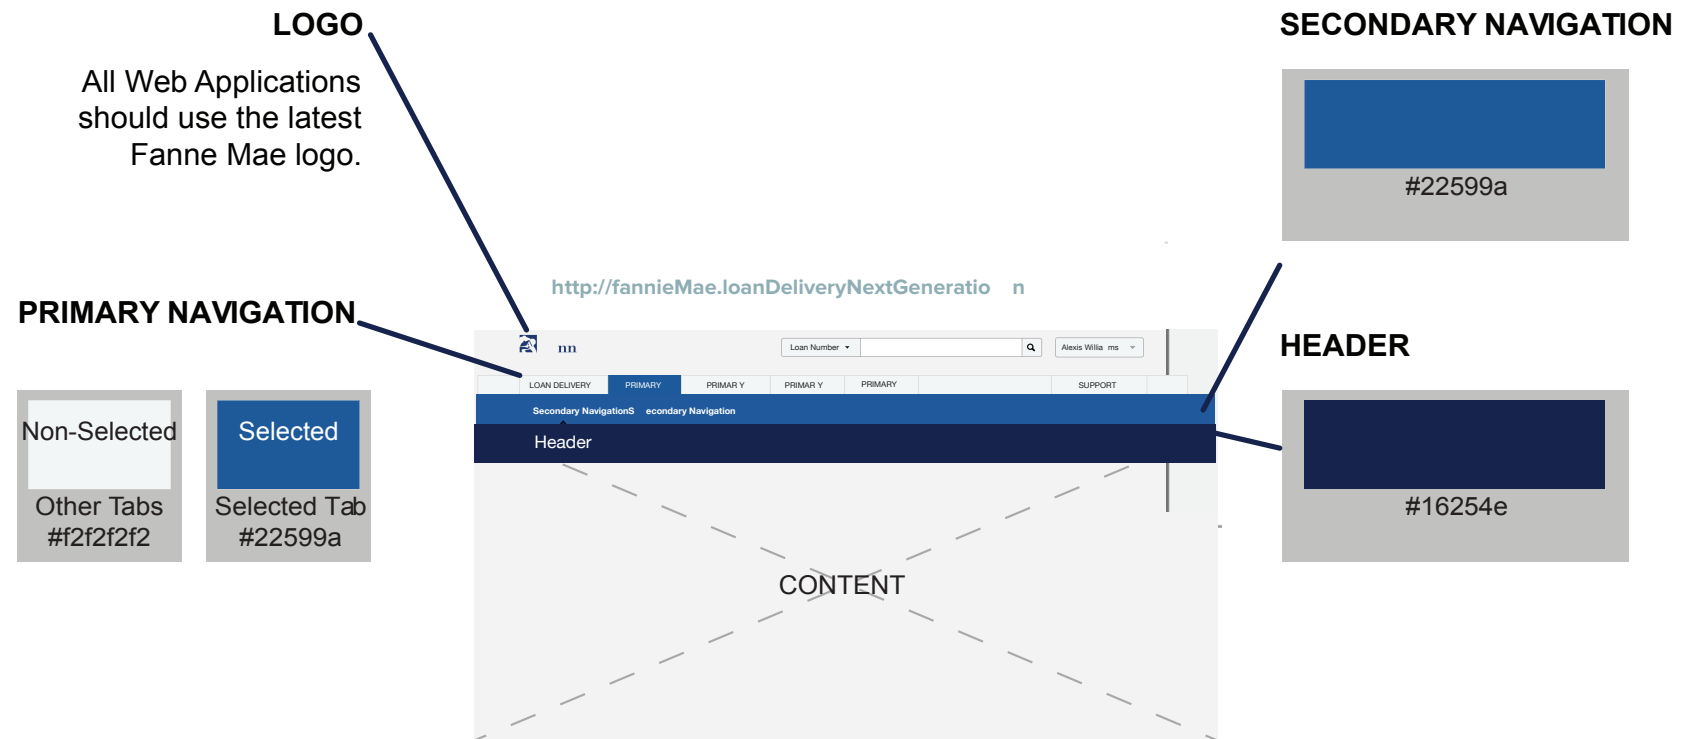 LOGO
All Web Applications
should use the latest
Fanne Mae logo.
SECONDARY NAVIGATION
#22599a
http://fannieMae.loanDeliveryNextGeneratio n
PRIMARY NAVIGATION
Non-Selected
Other Tabs
#f2f2f2f2
Selected
Selected Tab
#22599a
nn
Loan Number
Alexis Willia ms
LOAN DELIVERY PRIMARY PRIMAR Y PRIMAR Y PRIMARY SUPPORT
Secondary NavigationS econdary Navigation
Header
HEADER
#16254e
CONTENT